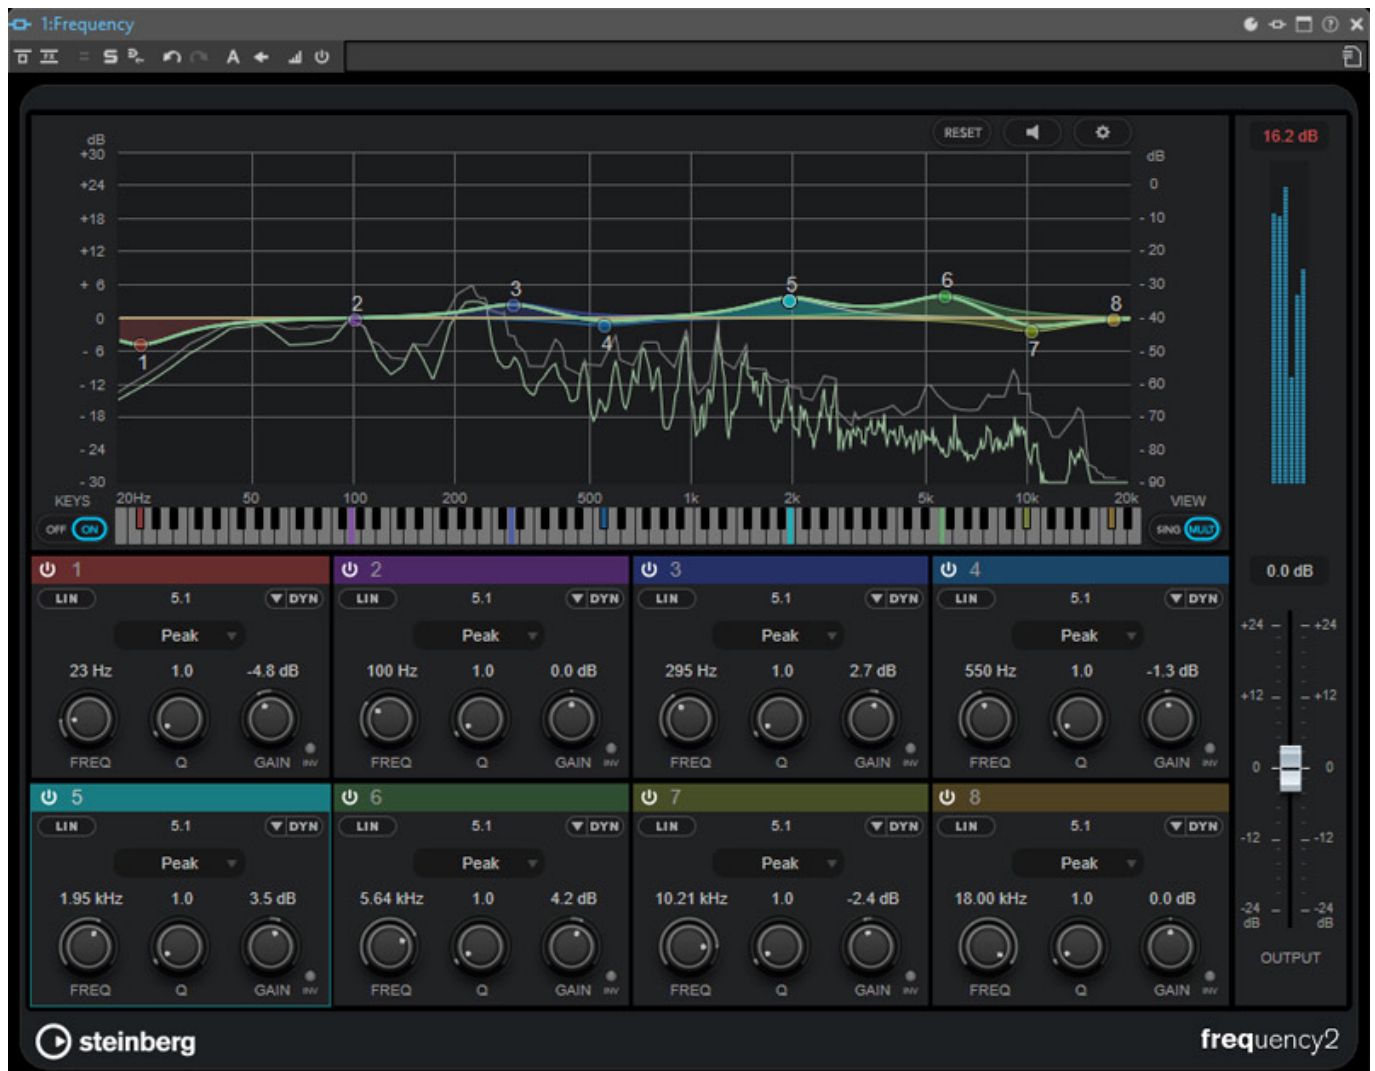 1:Frequency
S A
RESET
16.2 dB
dB
+30
dB
+24
0
+18
- 10
+12
- 20
+ 6
- 30
0
- 40
- 6
- 50
- 12
- 60
- 18
- 70
- 24
- 80
- 30
- 90
1 2 3 4 5 6 7 8
KEYS 20Hz 50 100 200 500 1k 2k 5k 10k 20k VIEW
OFF ON SING MULT
1 2 3 4
0.0 dB
LIN 5.1 DYN LIN 5.1 DYN LIN 5.1 DYN LIN 5.1 DYN
Peak Peak Peak Peak
23 Hz 1.0 -4.8 dB 100 Hz 1.0 0.0 dB 295 Hz 1.0 2.7 dB 550 Hz 1.0 -1.3 dB
FREQ Q GAIN INV FREQ Q GAIN INV FREQ Q GAIN INV FREQ Q GAIN INV
5 6 7 8
LIN 5.1 DYN LIN 5.1 DYN LIN 5.1 DYN LIN 5.1 DYN
Peak Peak Peak Peak
1.95 kHz 1.0 3.5 dB 5.64 kHz 1.0 4.2 dB 10.21 kHz 1.0 -2.4 dB 18.00 kHz 1.0 0.0 dB
FREQ Q GAIN INV FREQ Q GAIN INV FREQ Q GAIN INV FREQ Q GAIN INV
+24 +24
+12 +12
0 0
-12 -12
-24 -24
dB dB
OUTPUT
steinberg
frequency2